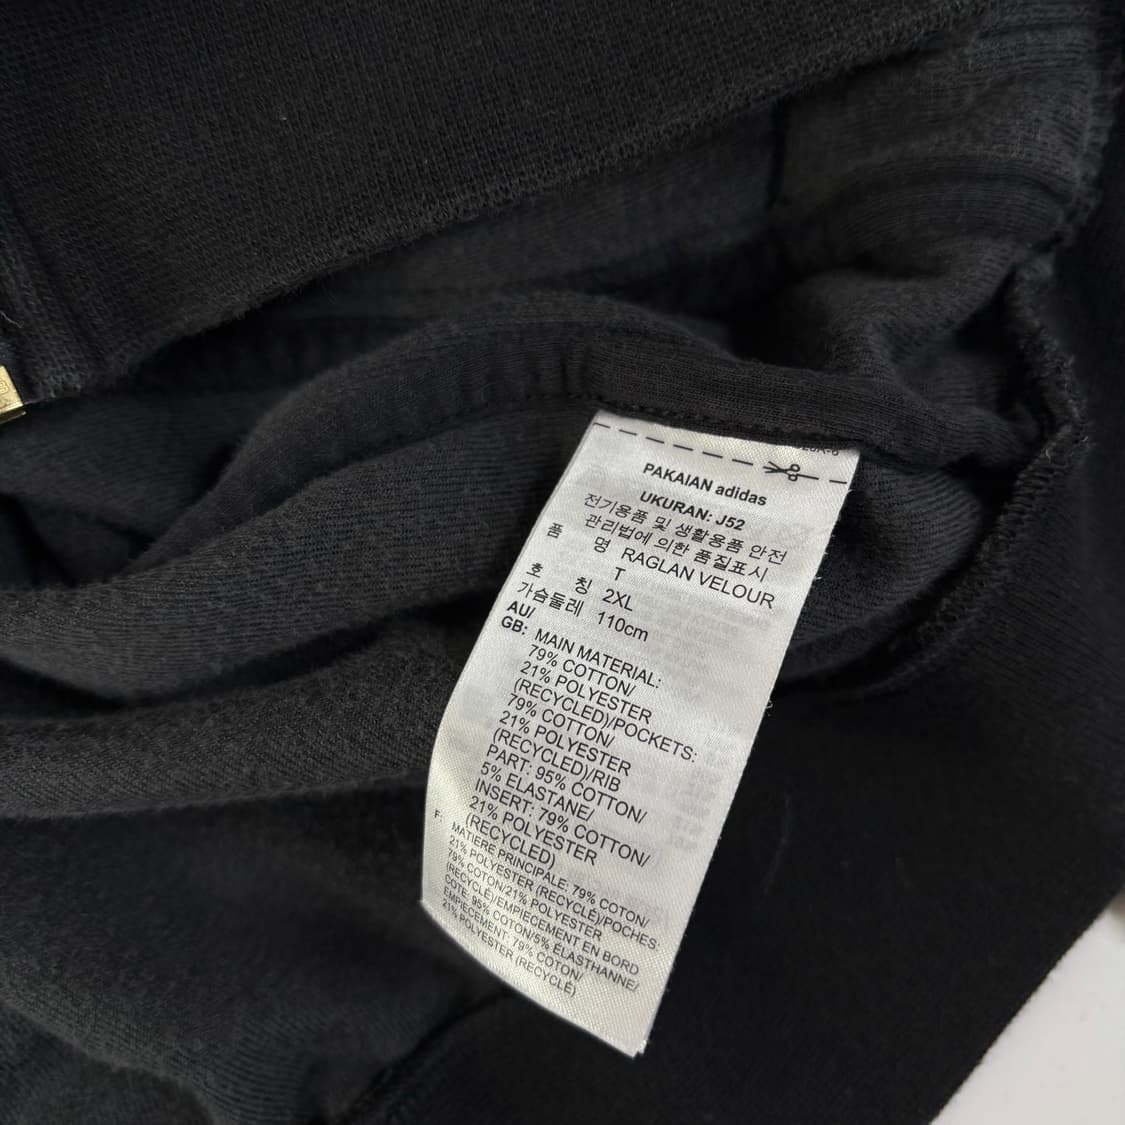 PAKAIAN adidas
UKURAN: J52
전기용품 및 생활용품 안전
관리법에 의한 품질표시
품 명 RAGLAN VELOUR
T
호 칭 2XL
가슴둘레 110cm
AU/
GB: MAIN MATERIAL:
79% COTTON/
21% POLYESTER
(RECYCLED)/POCKETS:
79% COTTON/
21% POLYESTER
(RECYCLED)/RIB
PART: 95% COTTON/
5% ELASTANE/
INSERT: 79% COTTON/
21% POLYESTER
(RECYCLED)
F: MATIERE PRINCIPALE: 79% COTON/
21% POLYESTER (RECYCLÉ)/POCHES:
79% COTON/21% POLYESTER
(RECYCLÉ)/EMPIECEMENT EN BORD
COTE: 95% COTON/5% ÉLASTHANNE/
EMPIECEMENT: 79% COTON/
21% POLYESTER (RECYCLÉ)